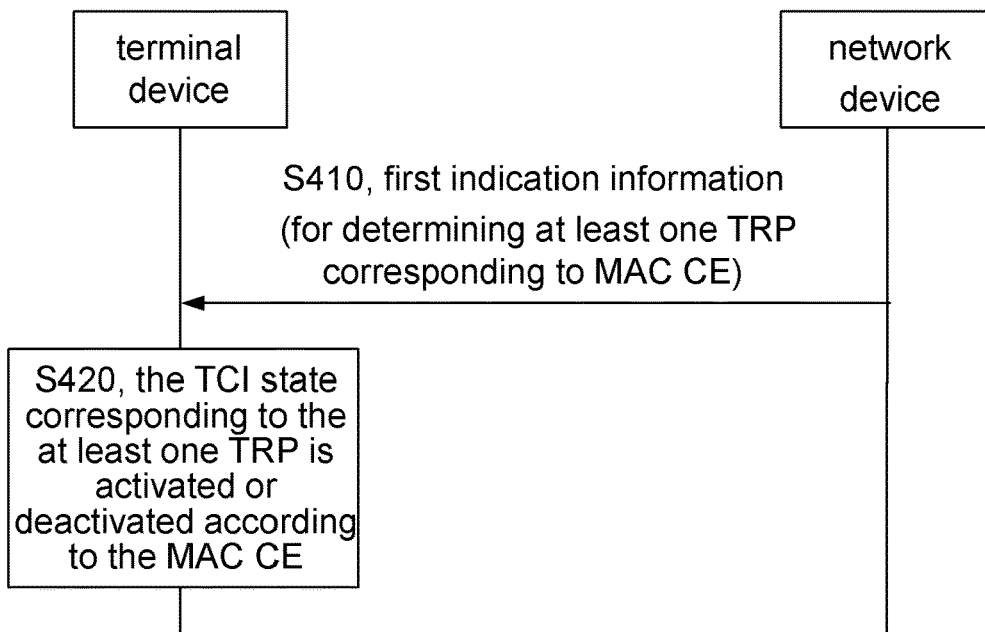 terminal
device
network
device
S410, first indication information
(for determining at least one TRP
corresponding to MAC CE)
S420, the TCI state
corresponding to the
at least one TRP is
activated or
deactivated according
to the MAC CE